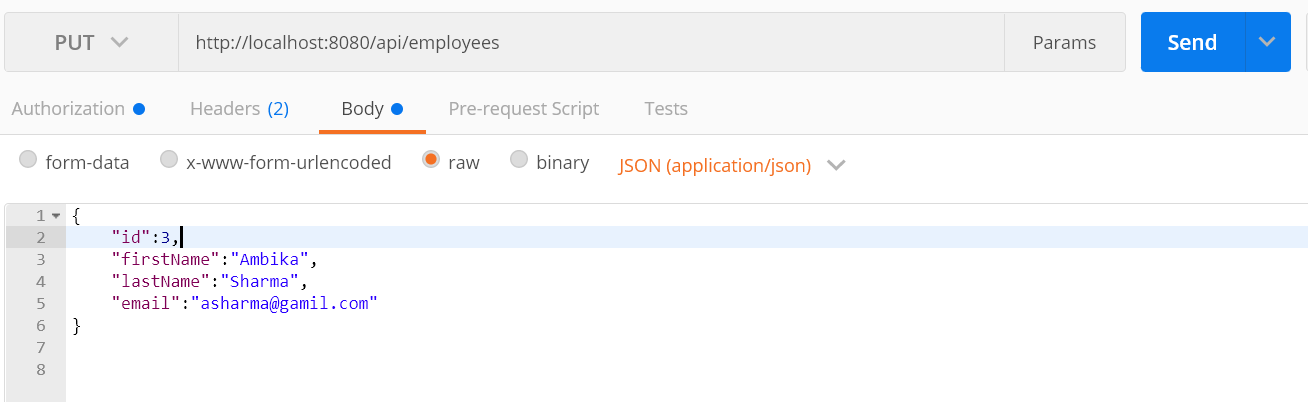 PUT http://localhost:8080/api/employees Params Send
Authorization Headers (2) Body Pre-request Script Tests
form-data x-www-form-urlencoded raw binary JSON (application/json)
1 {
2 "id":3,
3 "firstName":"Ambika",
4 "lastName":"Sharma",
5 "email":"asharma@gamil.com"
6 }
7
8